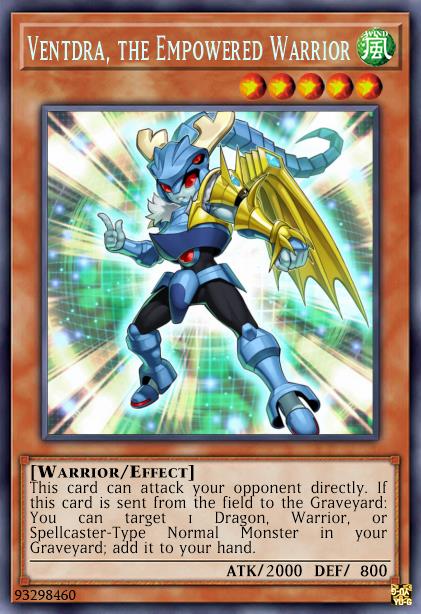 VENTDRA, THE EMPOWERED WARRIOR
WIND
風
[WARRIOR/EFFECT]
This card can attack your opponent directly. If
this card is sent from the field to the Graveyard:
You can target 1 Dragon, Warrior, or
Spellcaster-Type Normal Monster in your
Graveyard; add it to your hand.
ATK/2000 DEF/ 800
93298460